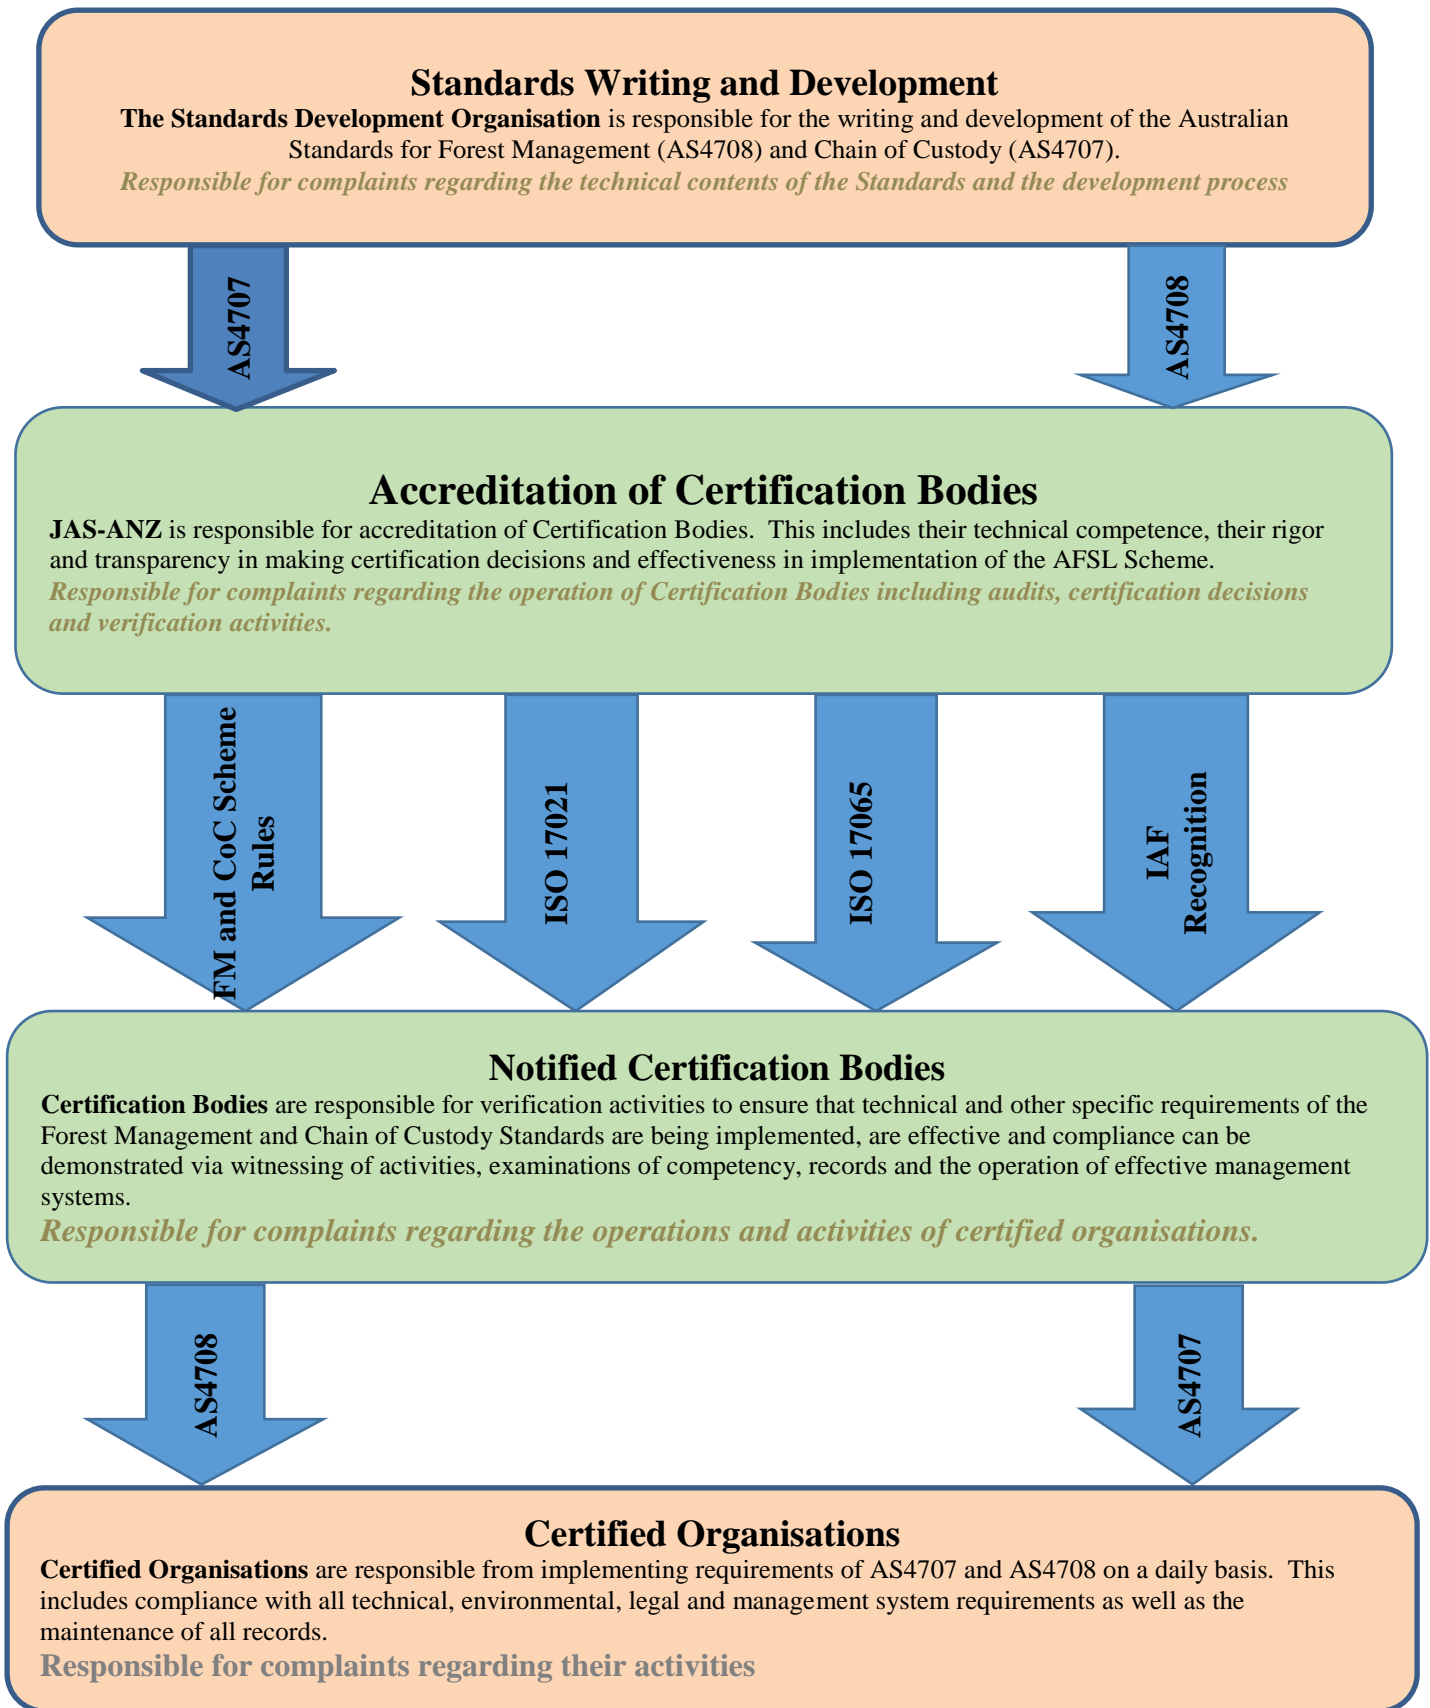 Standards Writing and Development
The Standards Development Organisation is responsible for the writing and development of the Australian
Standards for Forest Management (AS4708) and Chain of Custody (AS4707).
Responsible for complaints regarding the technical contents of the Standards and the development process
AS4707
AS4708
Accreditation of Certification Bodies
JAS-ANZ is responsible for accreditation of Certification Bodies.  This includes their technical competence, their rigor
and transparency in making certification decisions and effectiveness in implementation of the AFSL Scheme.
Responsible for complaints regarding the operation of Certification Bodies including audits, certification decisions
and verification activities.
FM and CoC Scheme
Rules
ISO 17021
ISO 17065
IAF
Recognition
Notified Certification Bodies
Certification Bodies are responsible for verification activities to ensure that technical and other specific requirements of the
Forest Management and Chain of Custody Standards are being implemented, are effective and compliance can be
demonstrated via witnessing of activities, examinations of competency, records and the operation of effective management
systems.
Responsible for complaints regarding the operations and activities of certified organisations.
AS4708
AS4707
Certified Organisations
Certified Organisations are responsible from implementing requirements of AS4707 and AS4708 on a daily basis.  This
includes compliance with all technical, environmental, legal and management system requirements as well as the
maintenance of all records.
Responsible for complaints regarding their activities